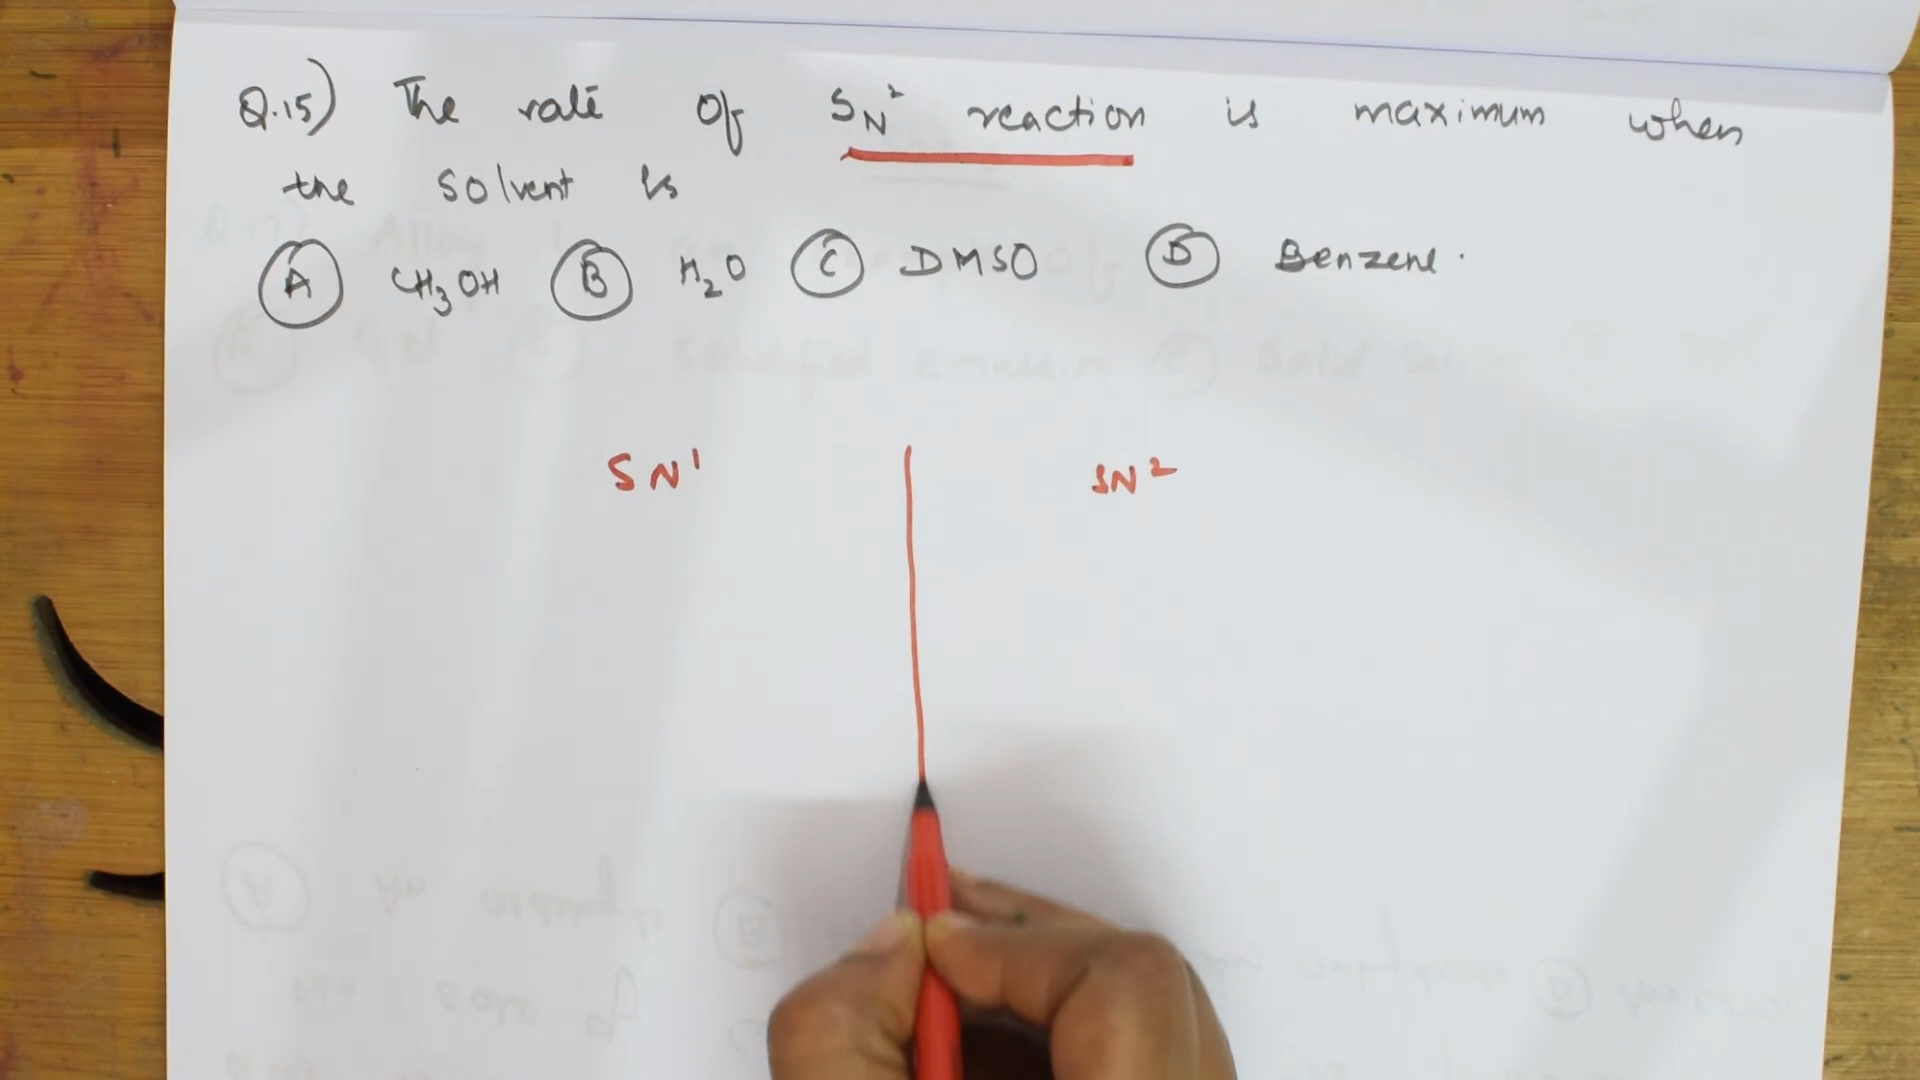 Q.15) The rate of SN² reaction is maximum when
the solvent is
(A) CH₃OH (B) H₂O (C) DMSO (D) Benzene.
SN¹ SN²